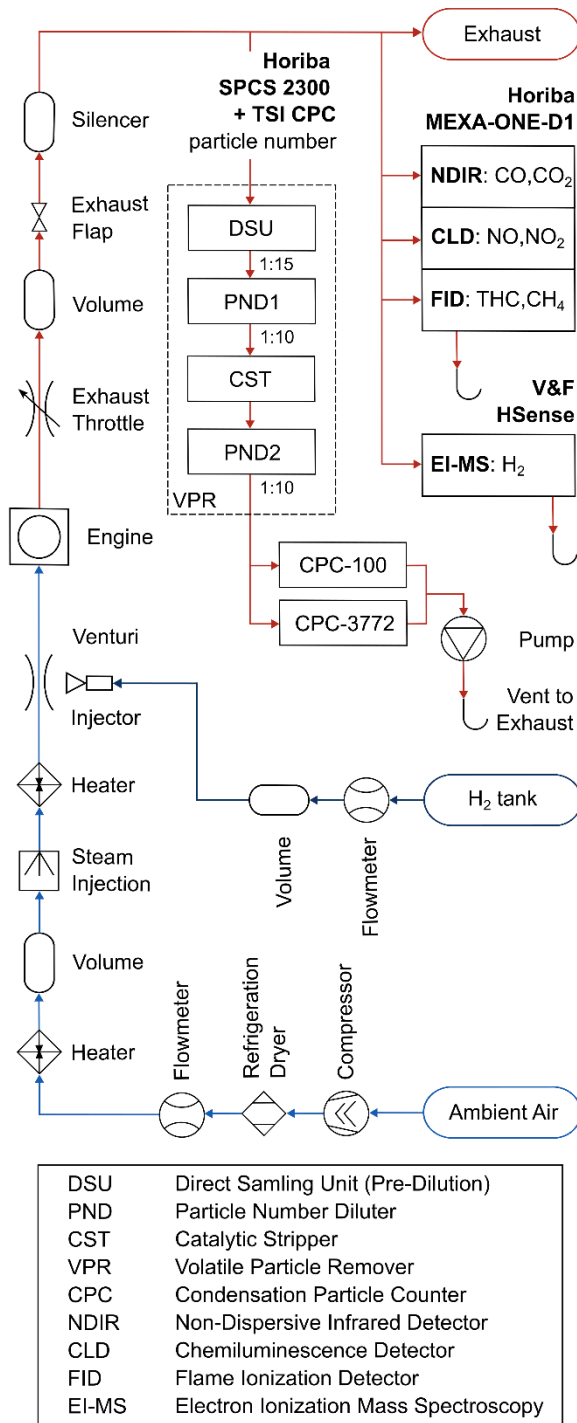 Exhaust
Horiba
SPCS 2300
+ TSI CPC
particle number
Horiba
MEXA-ONE-D1
Silencer
NDIR: CO,CO₂
DSU
CLD: NO,NO₂
Exhaust
Flap
1:15
PND1
FID: THC,CH₄
Volume
1:10
CST
V&F
HSense
Exhaust
Throttle
PND2
EI-MS: H₂
1:10
VPR
Engine
CPC-100
CPC-3772
Pump
Venturi
Injector
Vent to
Exhaust
Heater
H₂ tank
Volume
Flowmeter
Steam
Injection
Volume
Flowmeter
Refrigeration
Dryer
Compressor
Heater
Ambient Air
DSU Direct Samling Unit (Pre-Dilution)
PND Particle Number Diluter
CST Catalytic Stripper
VPR Volatile Particle Remover
CPC Condensation Particle Counter
NDIR Non-Dispersive Infrared Detector
CLD Chemiluminescence Detector
FID Flame Ionization Detector
EI-MS Electron Ionization Mass Spectroscopy